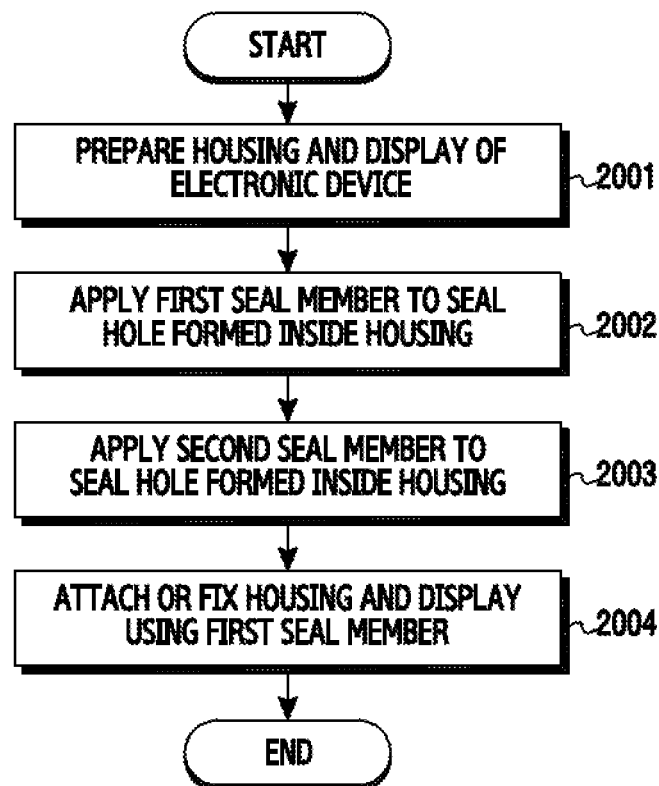 START
PREPARE HOUSING AND DISPLAY OF
ELECTRONIC DEVICE
2001
APPLY FIRST SEAL MEMBER TO SEAL
HOLE FORMED INSIDE HOUSING
2002
APPLY SECOND SEAL MEMBER TO
SEAL HOLE FORMED INSIDE HOUSING
2003
ATTACH OR FIX HOUSING AND DISPLAY
USING FIRST SEAL MEMBER
2004
END